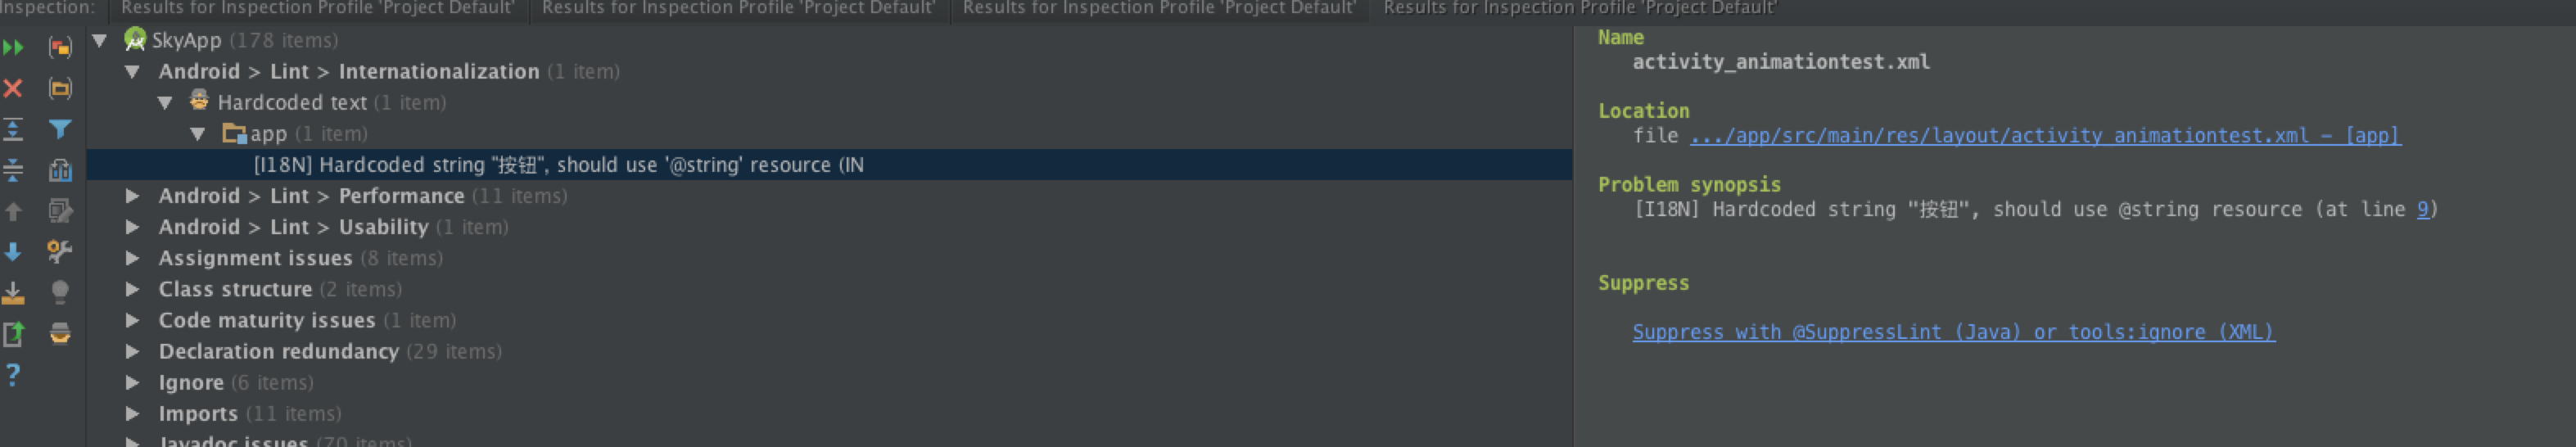 Inspection: Results for Inspection Profile 'Project Default' Results for Inspection Profile 'Project Default' Results for Inspection Profile 'Project Default' Results for Inspection Profile 'Project Default'
SkyApp (178 items)
Android > Lint > Internationalization (1 item)
Hardcoded text (1 item)
app (1 item)
[I18N] Hardcoded string "按钮", should use '@string' resource (IN
Android > Lint > Performance (11 items)
Android > Lint > Usability (1 item)
Assignment issues (8 items)
Class structure (2 items)
Code maturity issues (1 item)
Declaration redundancy (29 items)
Ignore (6 items)
Imports (11 items)
Javadoc issues (70 items)
Name
activity_animationtest.xml
Location
file .../app/src/main/res/layout/activity_animationtest.xml – [app]
Problem synopsis
[I18N] Hardcoded string "按钮", should use @string resource (at line 9)
Suppress
Suppress with @SuppressLint (Java) or tools:ignore (XML)